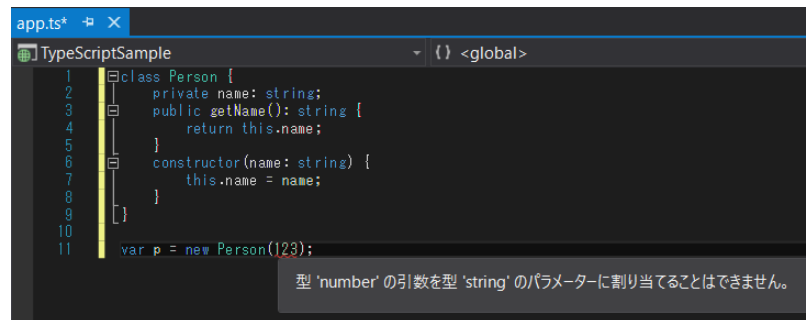 app.ts*
TypeScriptSample {} <global>
1 class Person {
2 private name: string;
3 public getName(): string {
4 return this.name;
5 }
6 constructor(name: string) {
7 this.name = name;
8 }
9 }
10
11 var p = new Person(123);
型 'number' の引数を型 'string' のパラメーターに割り当てることはできません。